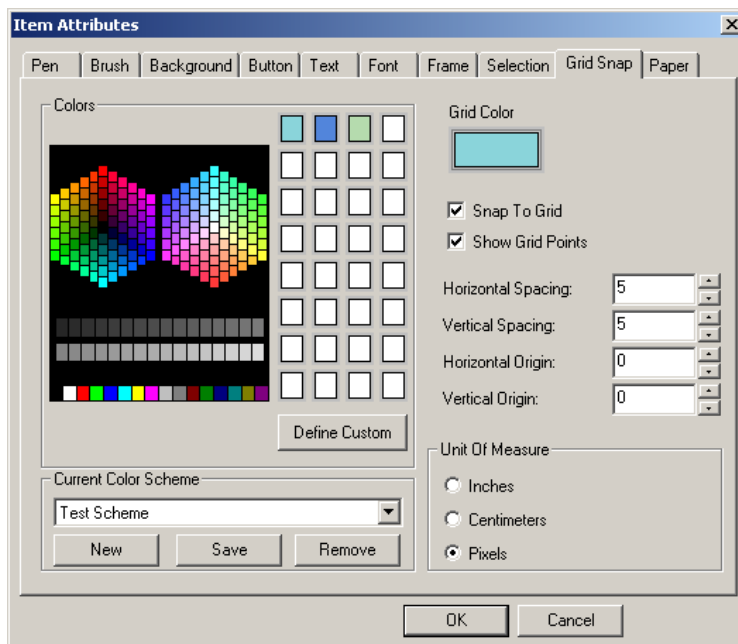 Item Attributes
Pen Brush Background Button Text Font Frame Selection Grid Snap Paper
Colors
Define Custom
Current Color Scheme
Test Scheme
New Save Remove
Grid Color
Snap To Grid
Show Grid Points
Horizontal Spacing: 5
Vertical Spacing: 5
Horizontal Origin: 0
Vertical Origin: 0
Unit Of Measure
Inches
Centimeters
Pixels
OK Cancel